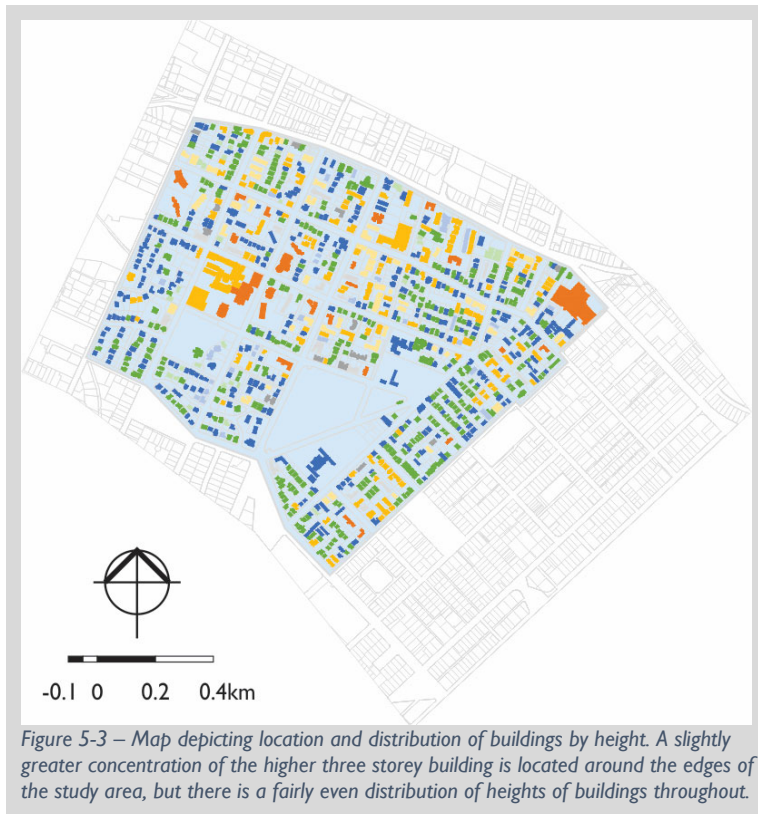 -0.1 0 0.2 0.4km
Figure 5-3 – Map depicting location and distribution of buildings by height. A slightly
greater concentration of the higher three storey building is located around the edges of
the study area, but there is a fairly even distribution of heights of buildings throughout.